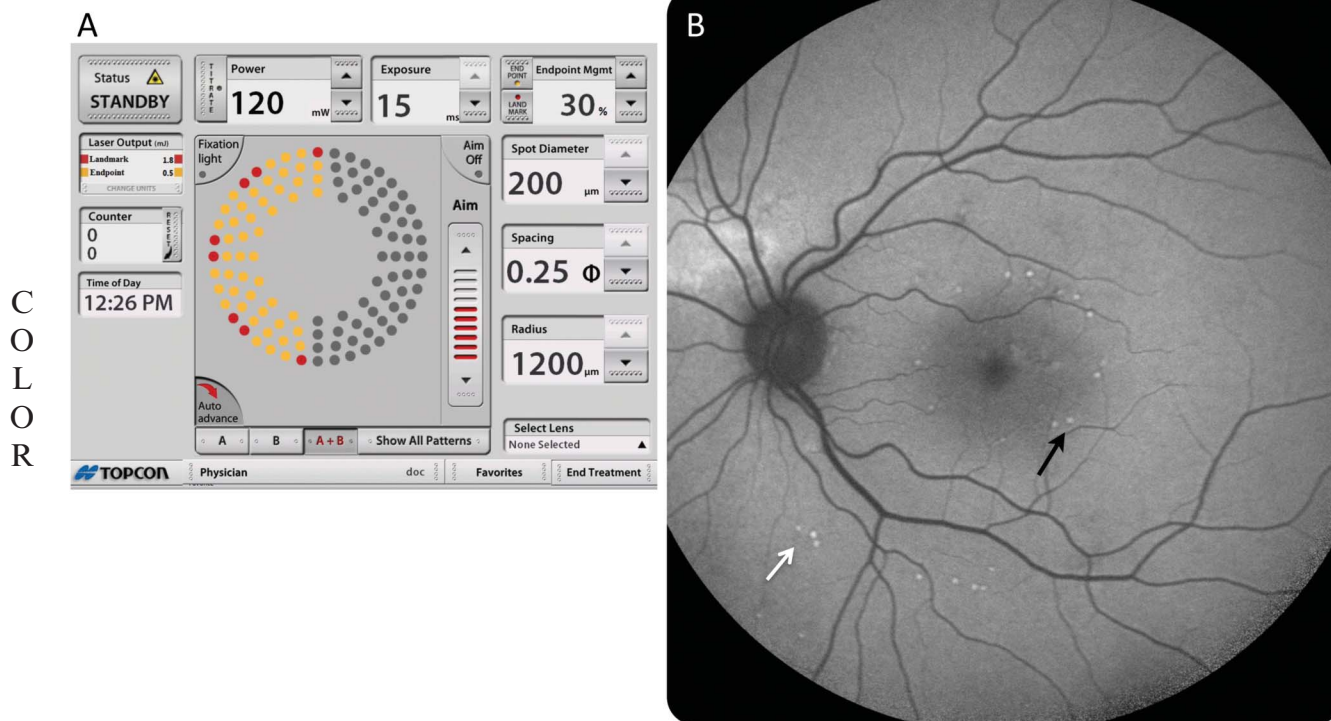 COLOR
A
Status
STANDBY
TITRATE
Power
120 mW
Exposure
15 ms
END POINT
LAND MARK
Endpoint Mgmt
30 %
Laser Output (mJ)
Landmark 1.8
Endpoint 0.5
CHANGE UNITS
Counter
0
0
RESET
Time of Day
12:26 PM
Fixation
light
Aim
Off
Aim
Auto
advance
Spot Diameter
200 µm
Spacing
0.25 Φ
Radius
1200 µm
Select Lens
None Selected
A B A + B Show All Patterns
TOPCON Physician doc Favorites End Treatment
B